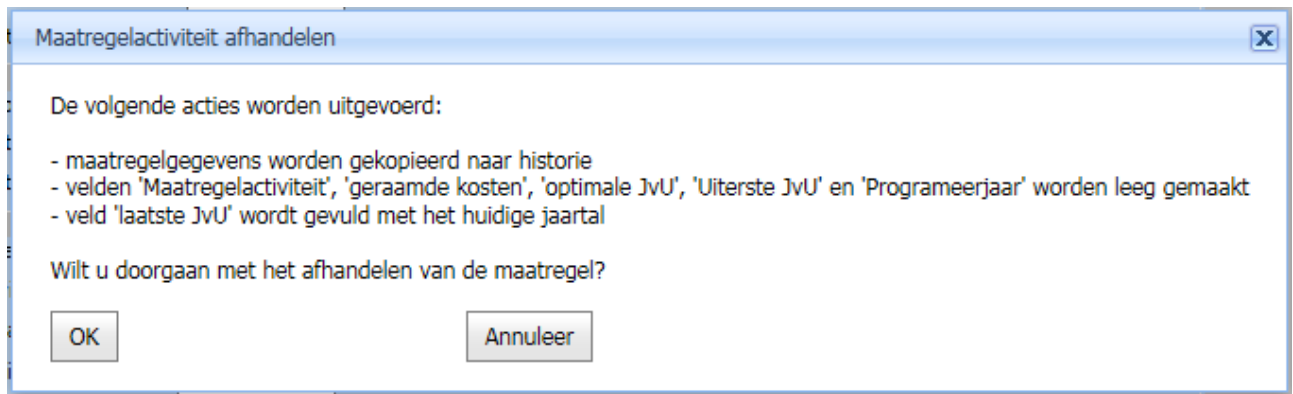 Maatregelactiviteit afhandelen
De volgende acties worden uitgevoerd:
- maatregelgegevens worden gekopieerd naar historie
- velden 'Maatregelactiviteit', 'geraamde kosten', 'optimale JvU', 'Uiterste JvU' en 'Programeerjaar' worden leeg gemaakt
- veld 'laatste JvU' wordt gevuld met het huidige jaartal
Wilt u doorgaan met het afhandelen van de maatregel?
OK
Annuleer